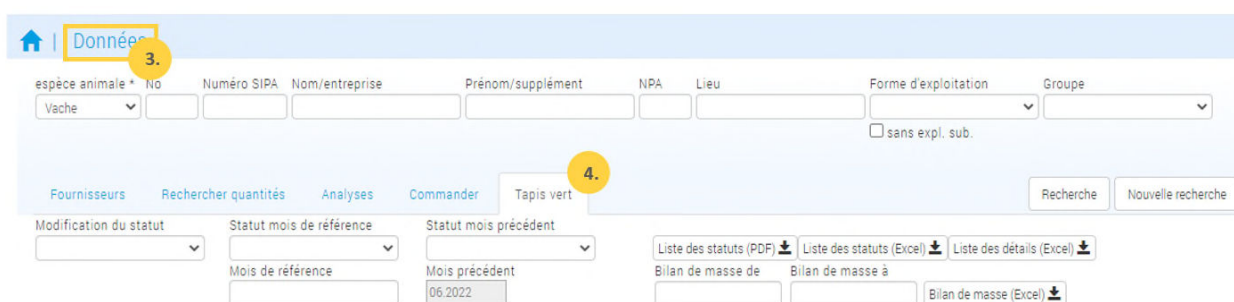 | Données 3.
espèce animale * No Numéro SIPA Nom/entreprise Prénom/supplément NPA Lieu Forme d'exploitation Groupe
Vache
sans expl. sub.
4.
Fournisseurs Rechercher quantités Analyses Commander Tapis vert Recherche Nouvelle recherche
Modification du statut Statut mois de référence Statut mois précédent
Liste des statuts (PDF) Liste des statuts (Excel) Liste des détails (Excel)
Mois de référence Mois précédent Bilan de masse de Bilan de masse à
06.2022 Bilan de masse (Excel)